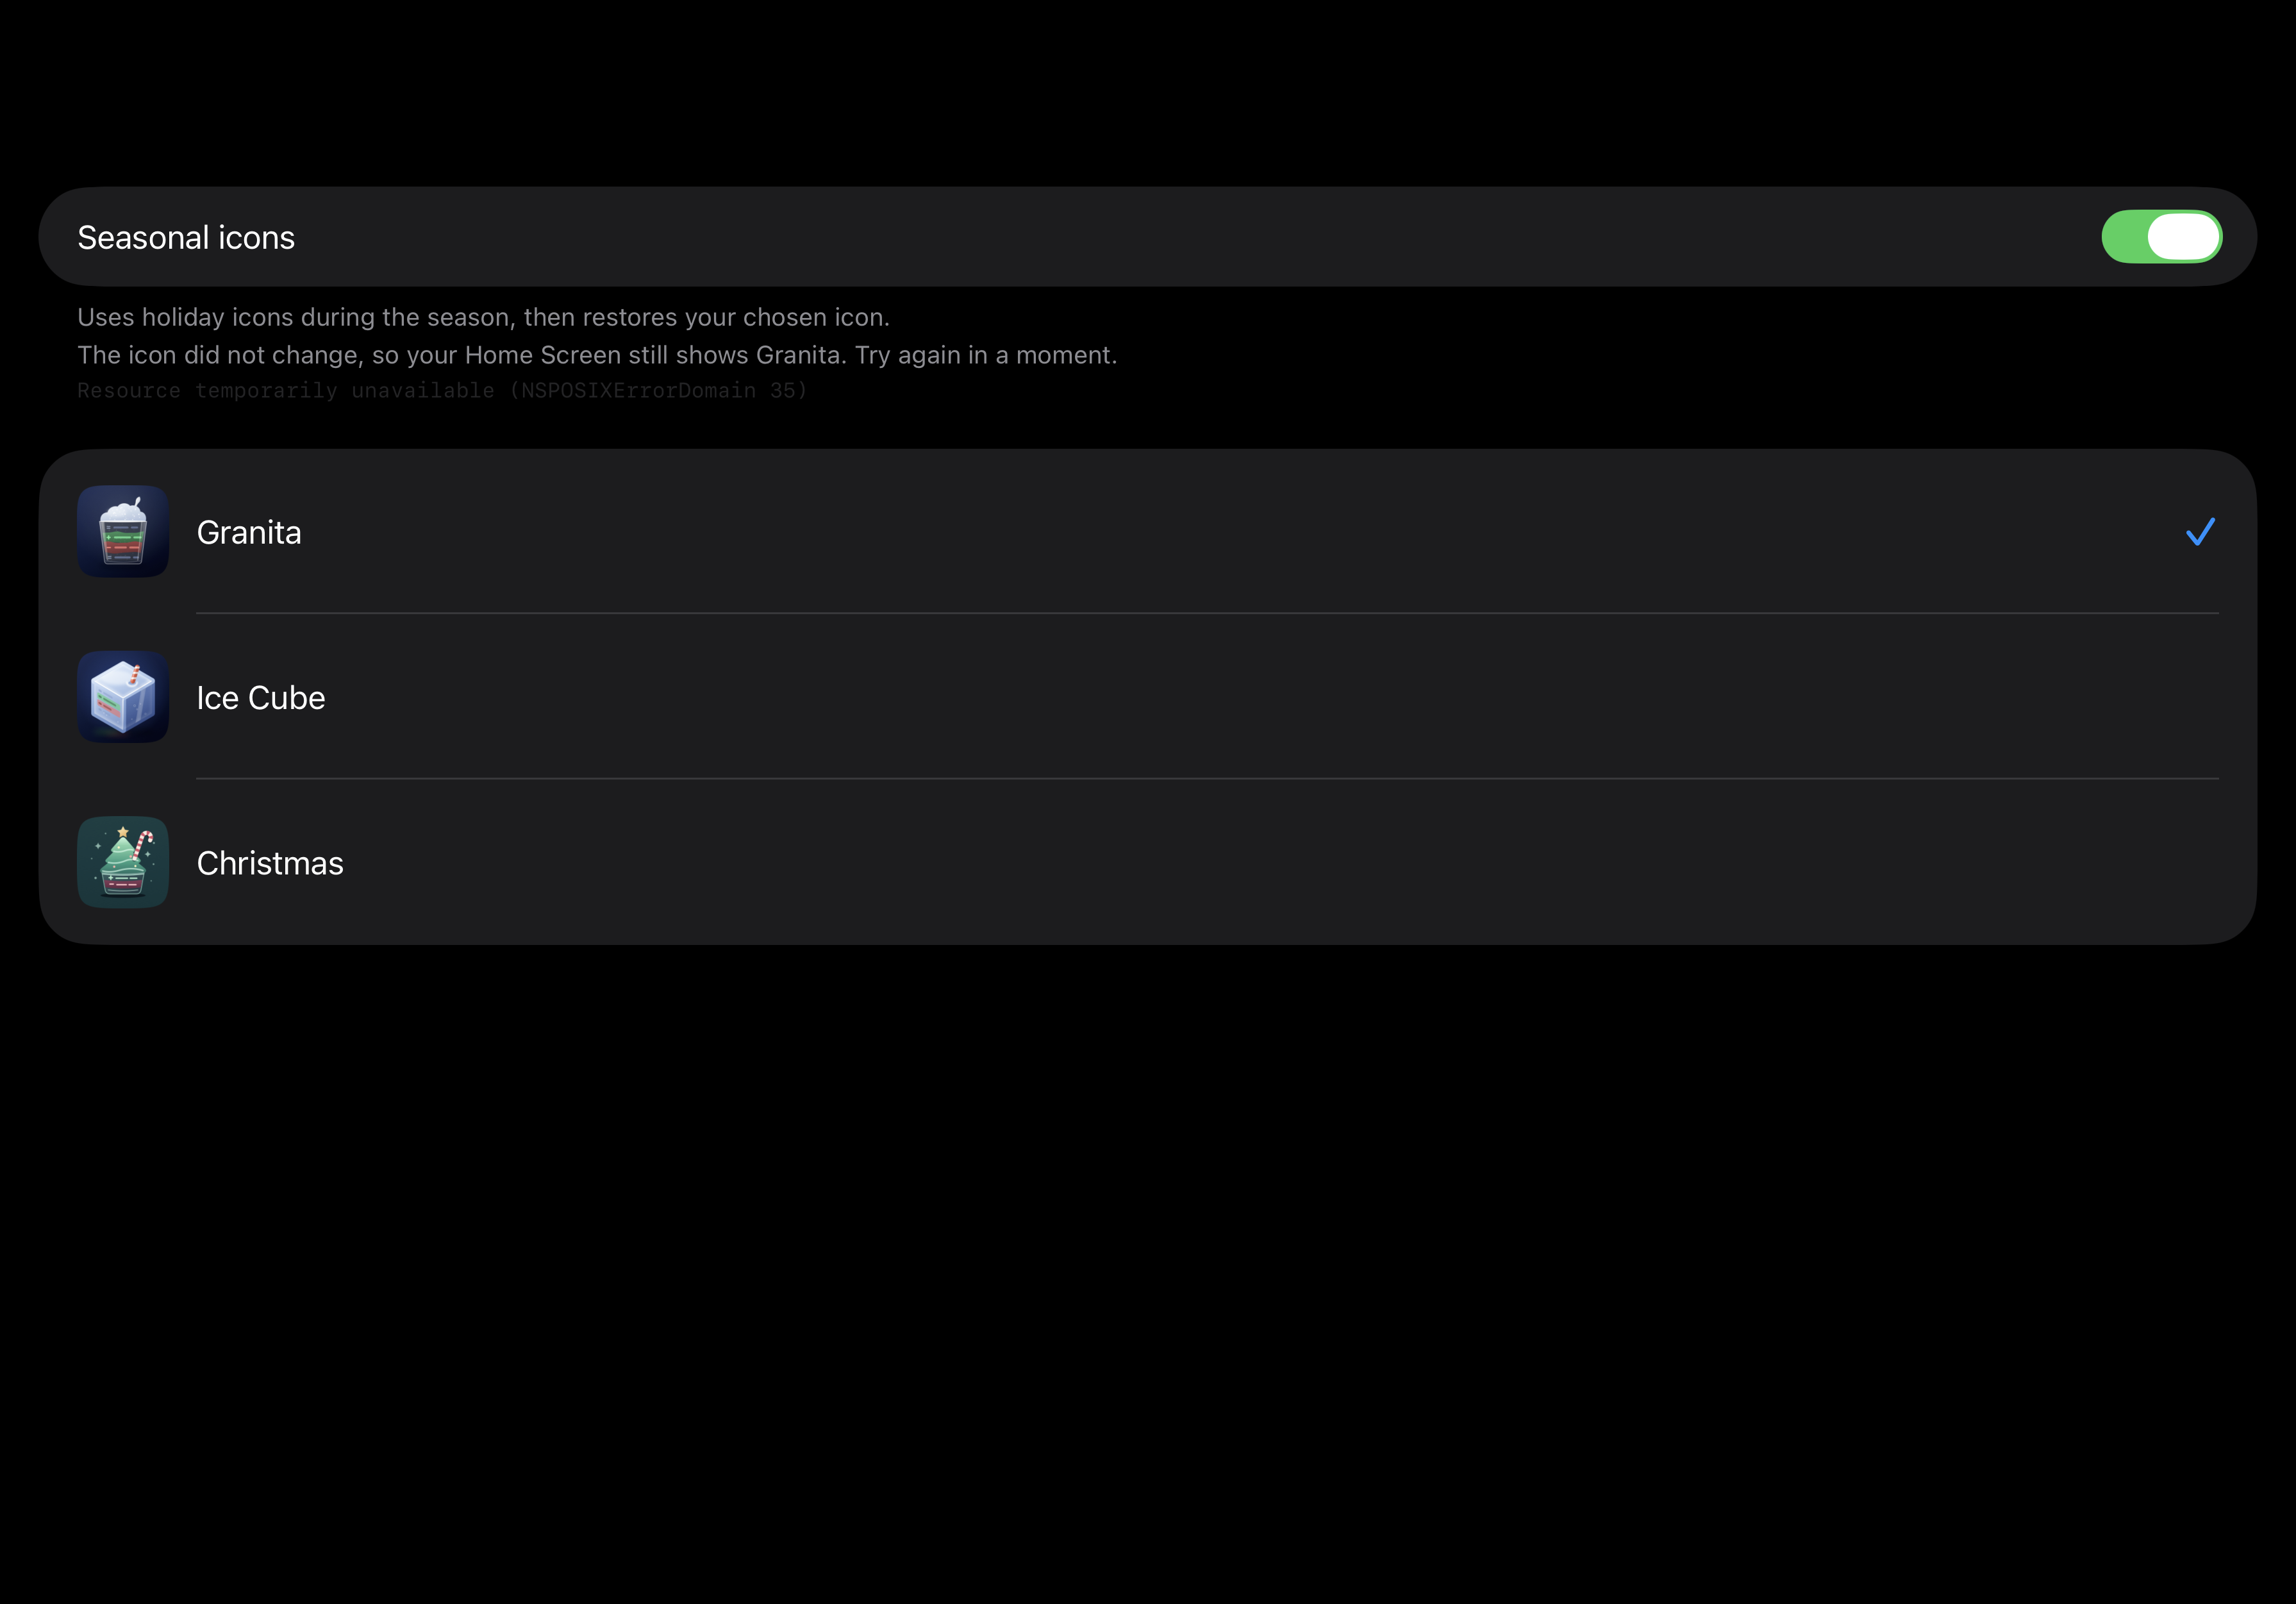 Seasonal icons
Uses holiday icons during the season, then restores your chosen icon.
The icon did not change, so your Home Screen still shows Granita. Try again in a moment.
Resource temporarily unavailable (NSPOSIXErrorDomain 35)
Granita
Ice Cube
Christmas